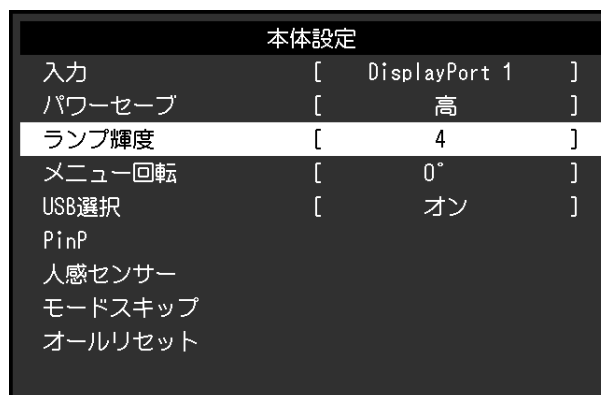 本体設定
入力 [ DisplayPort 1 ]
パワーセーブ [ 高 ]
ランプ輝度 [ 4 ]
メニュー回転 [ 0° ]
USB選択 [ オン ]
PinP
人感センサー
モードスキップ
オールリセット